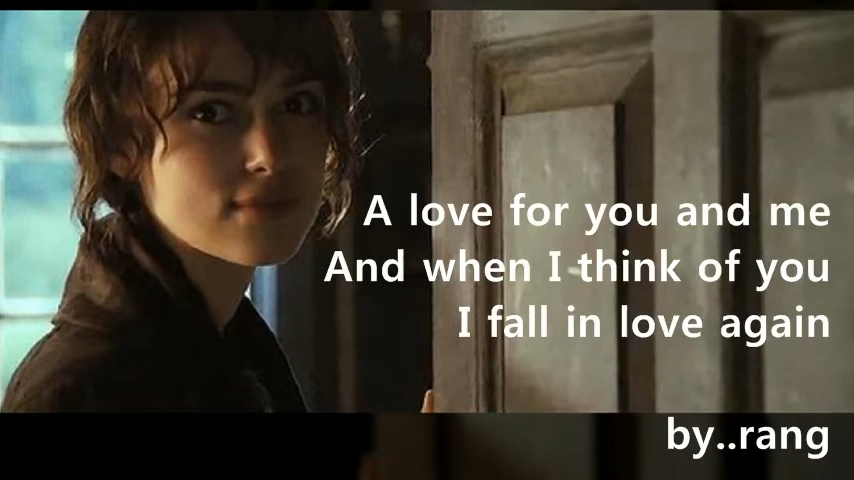 A love for you and me
And when I think of you
I fall in love again
by..rang